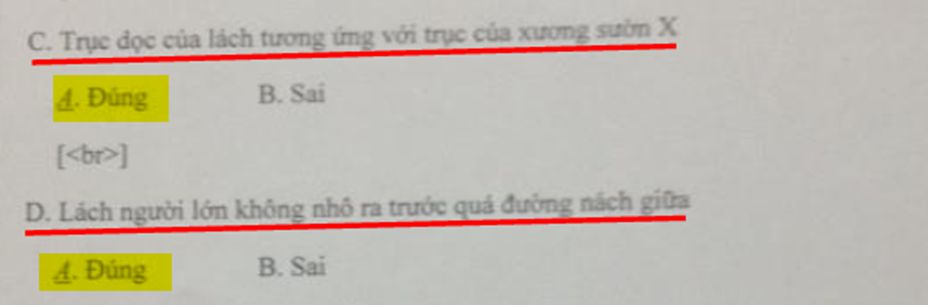 C. Trục dọc của lách tương ứng với trục của xương sườn X
A. Đúng B. Sai
[<br>]
D. Lách người lớn không nhô ra trước quá đường nách giữa
A. Đúng B. Sai